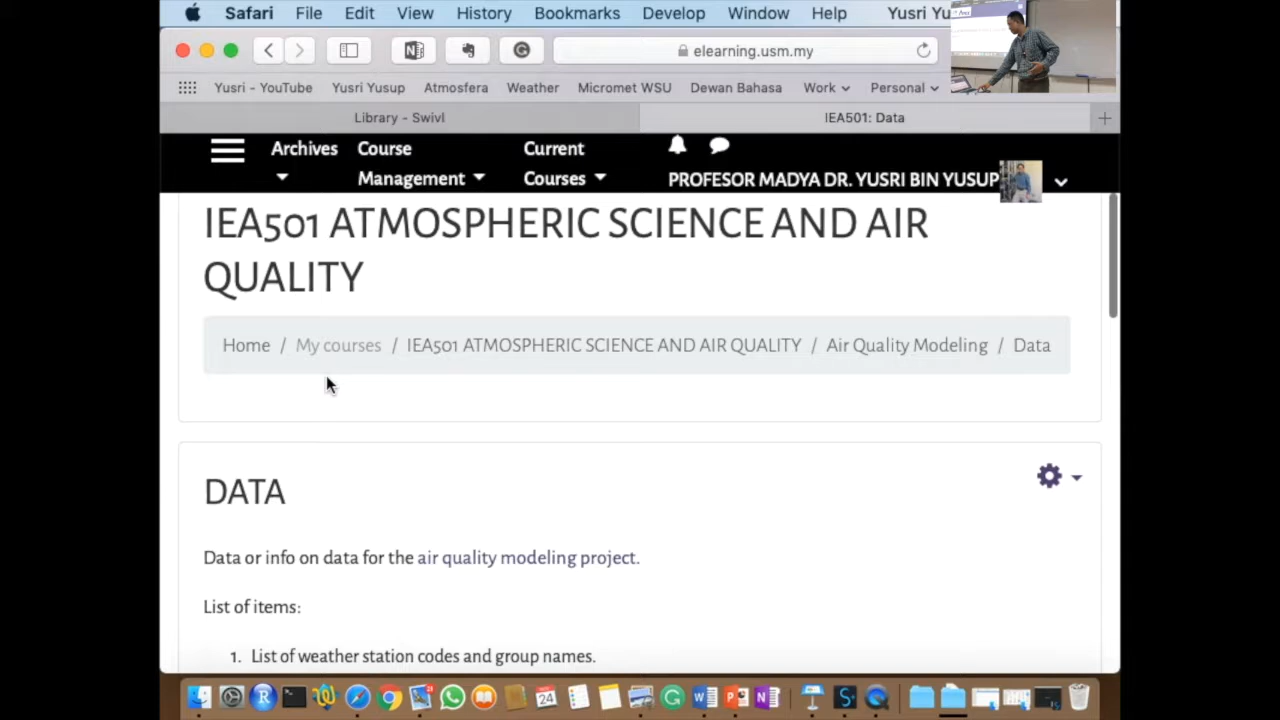 Safari File Edit View History Bookmarks Develop Window Help Yusri Yu
elearning.usm.my
Yusri - YouTube Yusri Yusup Atmosfera Weather Micromet WSU Dewan Bahasa Work Personal
Library - Swivl IEA501: Data
Archives Course Management Current Courses PROFESOR MADYA DR. YUSRI BIN YUSUP
IEA501 ATMOSPHERIC SCIENCE AND AIR
QUALITY
Home / My courses / IEA501 ATMOSPHERIC SCIENCE AND AIR QUALITY / Air Quality Modeling / Data
DATA
Data or info on data for the air quality modeling project.
List of items:
1. List of weather station codes and group names.
24